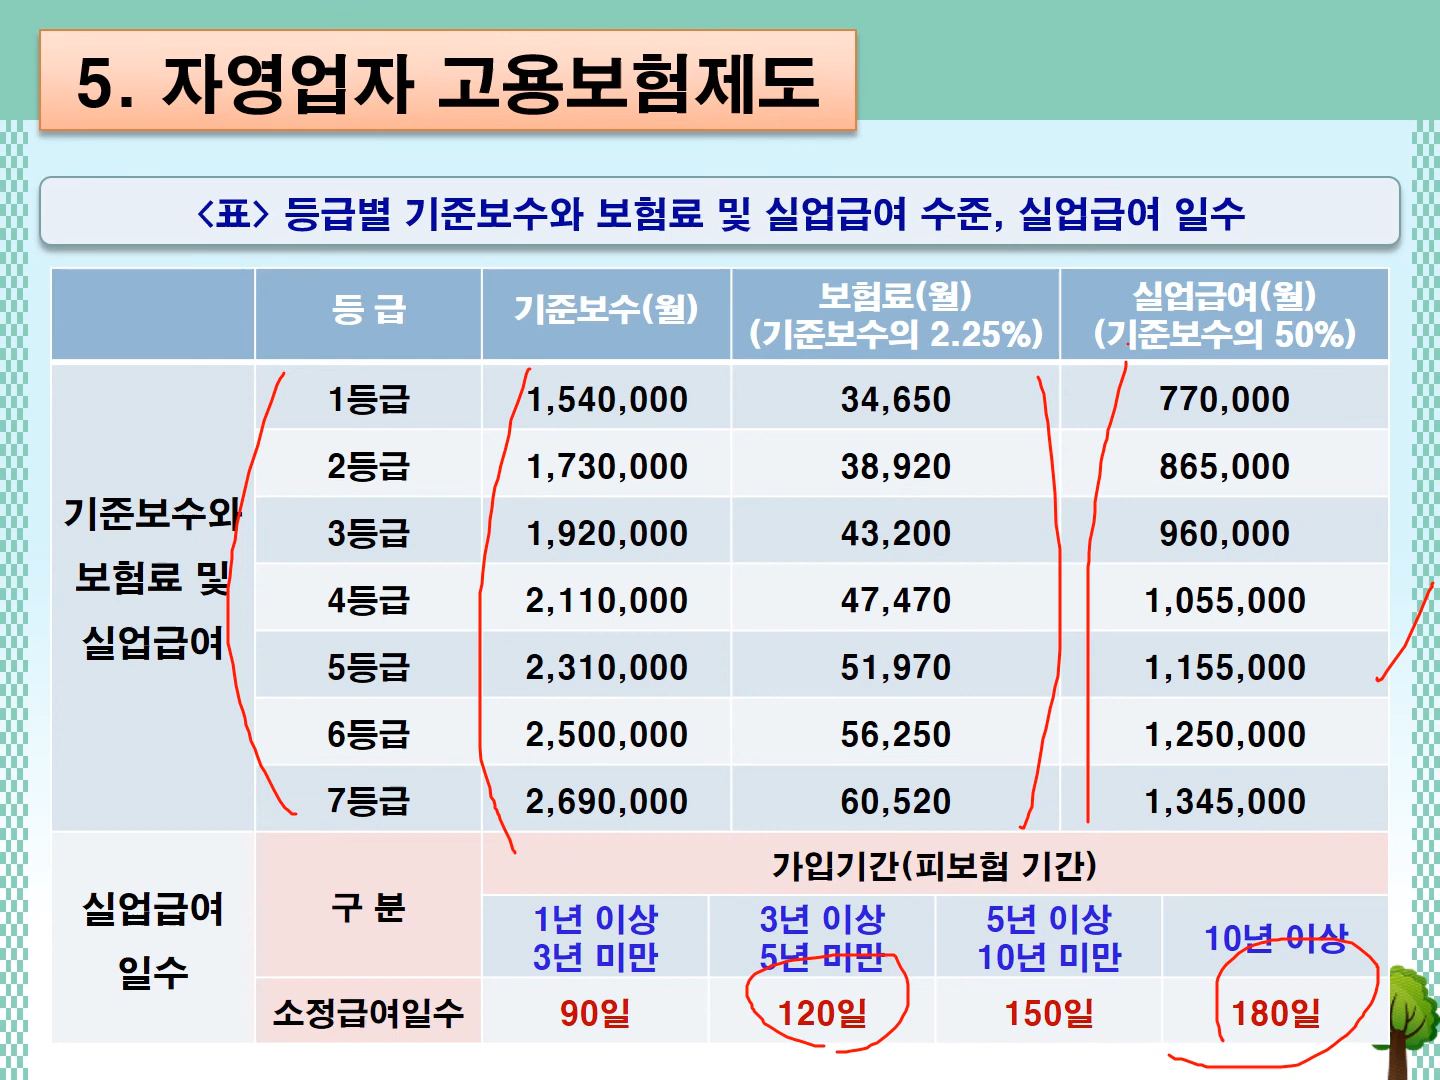 5. 자영업자 고용보험제도
<표> 등급별 기준보수와 보험료 및 실업급여 수준, 실업급여 일수
등 급 기준보수(월) 보험료(월) 실업급여(월)
(기준보수의 2.25%) (기준보수의 50%)
1등급 1,540,000 34,650 770,000
2등급 1,730,000 38,920 865,000
기준보수와
3등급 1,920,000 43,200 960,000
보험료 및
4등급 2,110,000 47,470 1,055,000
실업급여
5등급 2,310,000 51,970 1,155,000
6등급 2,500,000 56,250 1,250,000
7등급 2,690,000 60,520 1,345,000
가입기간(피보험 기간)
실업급여 구 분 1년 이상 3년 이상 5년 이상 10년 이상
3년 미만 5년 미만 10년 미만
일수
소정급여일수 90일 120일 150일 180일